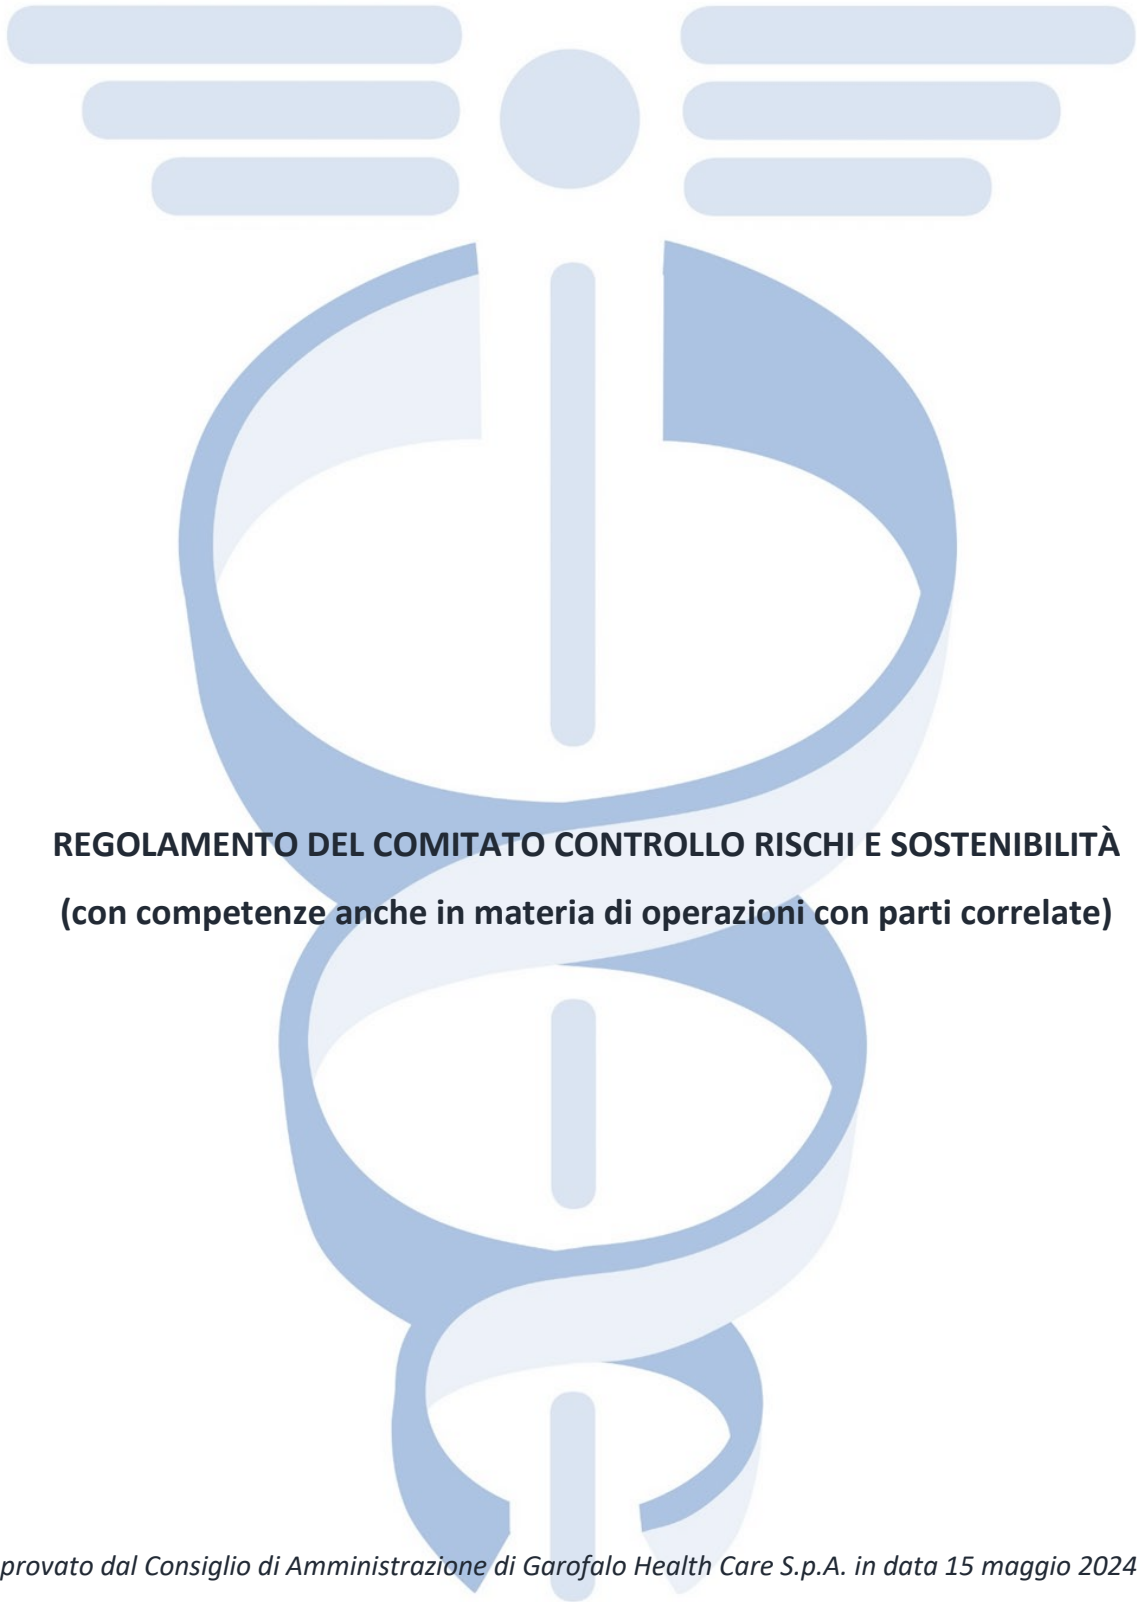 REGOLAMENTO DEL COMITATO CONTROLLO RISCHI E SOSTENIBILITÀ
(con competenze anche in materia di operazioni con parti correlate)
provato dal Consiglio di Amministrazione di Garofalo Health Care S.p.A. in data 15 maggio 2024